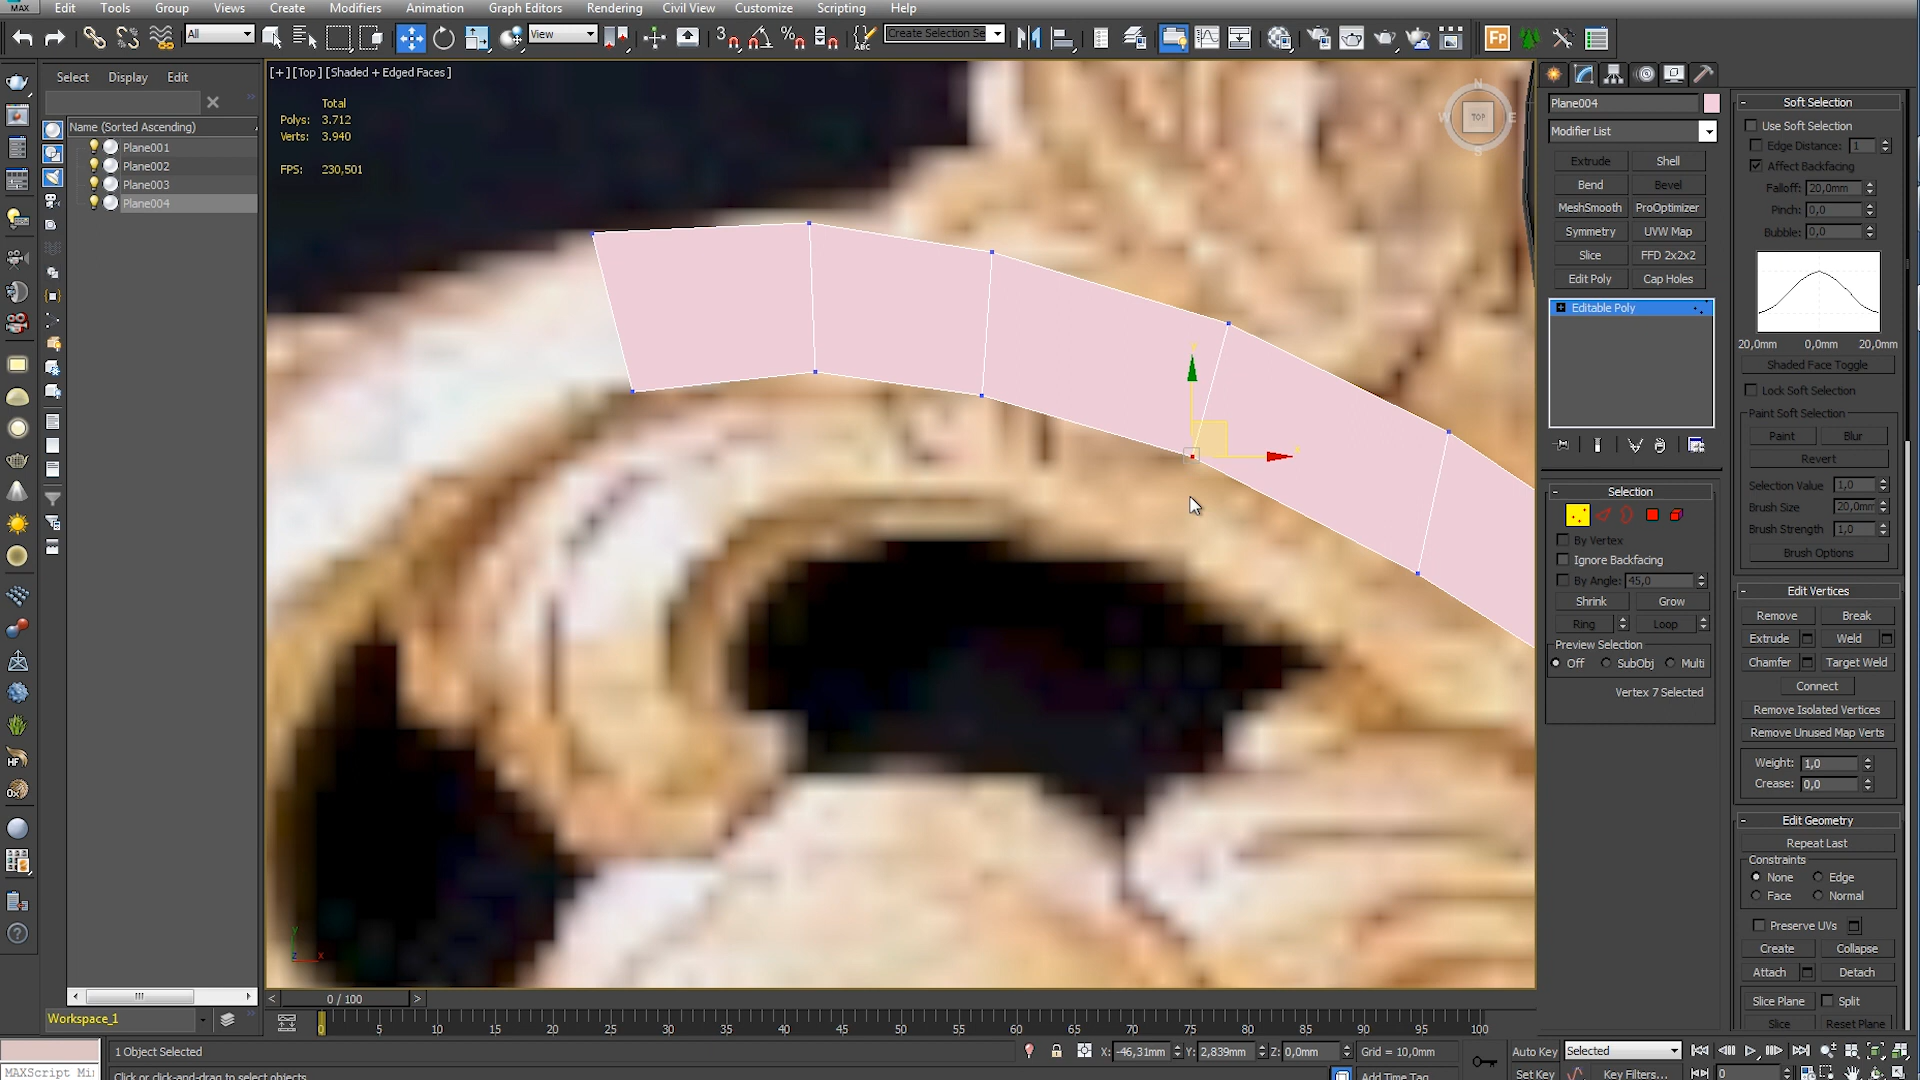 MAX Edit Tools Group Views Create Modifiers Animation Graph Editors Rendering Civil View Customize Scripting Help
All View 3 ABC Create Selection Se Fp
Select Display Edit
[+] [Top] [Shaded + Edged Faces]
Name (Sorted Ascending)
Plane001
Plane002
Plane003
Plane004
Total
Polys: 3.712
Verts: 3.940
FPS: 230,501
N
W TOP E
S
y
z x
HF
Workspace_1
< 0 / 100 >
0 5 10 15 20 25 30 35 40 45 50 55 60 65 70 75 80 85 90 95 100
Plane004
Modifier List
Extrude Shell
Bend Bevel
MeshSmooth ProOptimizer
Symmetry UVW Map
Slice FFD 2x2x2
Edit Poly Cap Holes
Editable Poly
- Selection
By Vertex
Ignore Backfacing
By Angle: 45,0
Shrink Grow
Ring Loop
Preview Selection
Off SubObj Multi
Vertex 7 Selected
- Soft Selection
Use Soft Selection
Edge Distance: 1
Affect Backfacing
Falloff: 20,0mm
Pinch: 0,0
Bubble: 0,0
20,0mm 0,0mm 20,0mm
Shaded Face Toggle
Lock Soft Selection
Paint Soft Selection
Paint Blur
Revert
Selection Value 1,0
Brush Size 20,0mm
Brush Strength 1,0
Brush Options
- Edit Vertices
Remove Break
Extrude Weld
Chamfer Target Weld
Connect
Remove Isolated Vertices
Remove Unused Map Verts
Weight: 1,0
Crease: 0,0
- Edit Geometry
Repeat Last
Constraints
None Edge
Face Normal
Preserve UVs
Create Collapse
Attach Detach
Slice Plane Split
Slice Reset Plane
1 Object Selected X: -46,31mm Y: 2,839mm Z: 0,0mm Grid = 10,0mm Auto Key Selected
MAXScript Mi Click or click-and-drag to select objects Add Time Tag Set Key Key Filters... 0